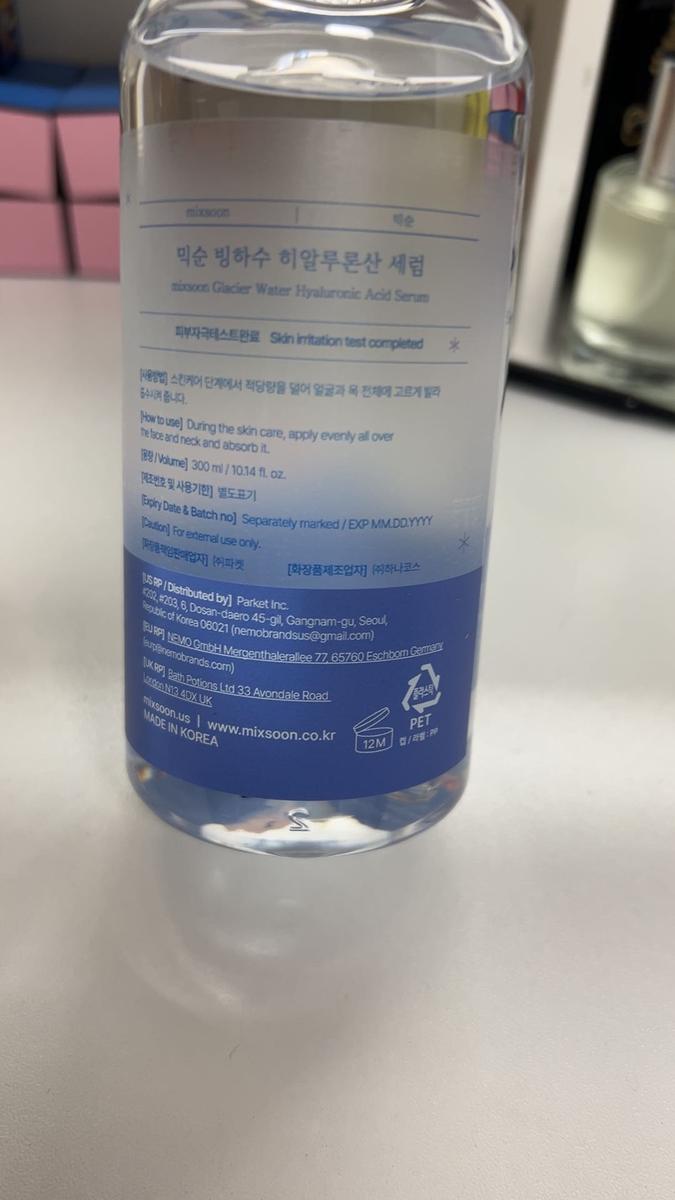 mixsoon | 믹순
믹순 빙하수 히알루론산 세럼
mixsoon Glacier Water Hyaluronic Acid Serum
피부자극테스트완료 Skin irritation test completed
[사용방법] 스킨케어 단계에서 적당량을 덜어 얼굴과 목 전체에 고르게 발라
흡수시켜 줍니다.
[How to use] During the skin care, apply evenly all over
the face and neck and absorb it.
[용량 / Volume] 300 ml / 10.14 fl. oz.
[제조번호 및 사용기한] 별도표기
[Expiry Date & Batch no] Separately marked / EXP MM.DD.YYYY
[Caution] For external use only.
[화장품책임판매업자] ㈜파켓 [화장품제조업자] ㈜하나코스
[US RP / Distributed by] Parket Inc.
#202, #203, 6, Dosan-daero 45-gil, Gangnam-gu, Seoul,
Republic of Korea 06021 (nemobrandsus@gmail.com)
[EU RP] NEMO GmbH Mergenthalerallee 77, 65760 Eschborn Germany
(eurp@nemobrands.com)
[UK RP] Bath Potions Ltd 33 Avondale Road
London N13 4DX UK
mixsoon.us | www.mixsoon.co.kr
MADE IN KOREA
12M
플라스틱
PET
캡 / 라벨 : PP
2